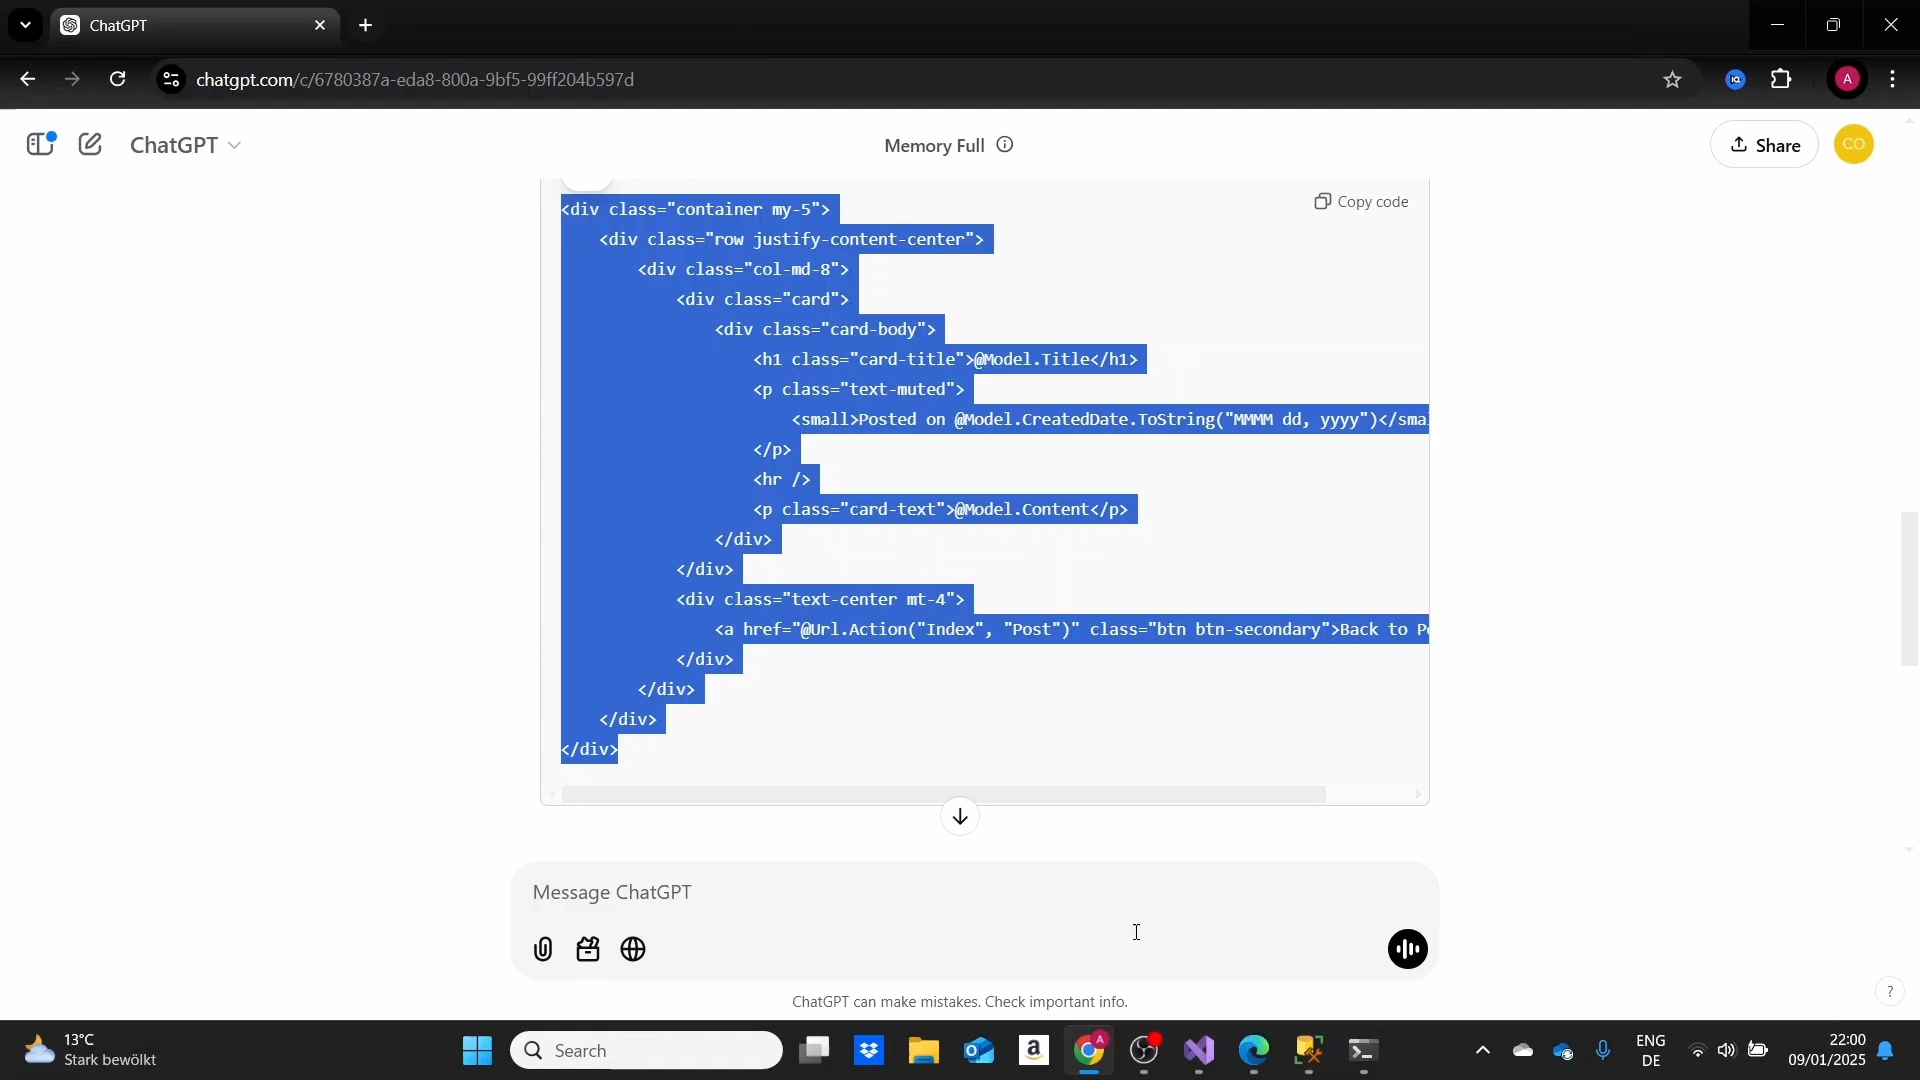 ChatGPT
chatgpt.com/c/6780387a-eda8-800a-9bf5-99ff204b597d
A
ChatGPT
Memory Full
Share
CO
Copy code
<div class="container my-5">
<div class="row justify-content-center">
<div class="col-md-8">
<div class="card">
<div class="card-body">
<h1 class="card-title">@Model.Title</h1>
<p class="text-muted">
<small>Posted on @Model.CreatedDate.ToString("MMMM dd, yyyy")</sma
</p>
<hr />
<p class="card-text">@Model.Content</p>
</div>
</div>
<div class="text-center mt-4">
<a href="@Url.Action("Index", "Post")" class="btn btn-secondary">Back to P
</div>
</div>
</div>
</div>
Message ChatGPT
ChatGPT can make mistakes. Check important info.
?
13°C
Stark bewölkt
Search
ENG
DE
22:00
09/01/2025